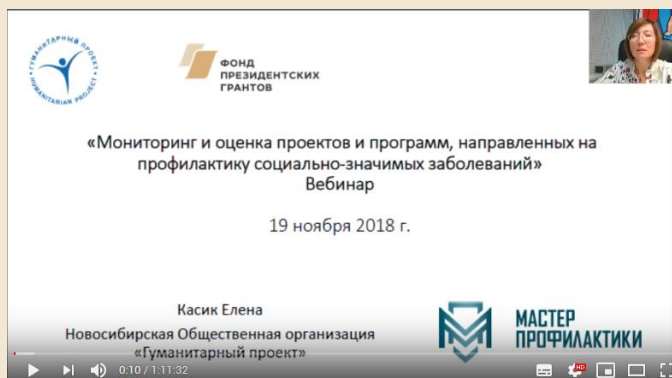 ГУМАНИТАРНЫЙ ПРОЕКТ
HUMANITARIAN PROJECT
ФОНД
ПРЕЗИДЕНТСКИХ
ГРАНТОВ
«Мониторинг и оценка проектов и программ, направленных на
профилактику социально-значимых заболеваний»
Вебинар
19 ноября 2018 г.
Касик Елена
Новосибирская Общественная организация
«Гуманитарный проект»
МАСТЕР
ПРОФИЛАКТИКИ
0:10 / 1:11:32
HD